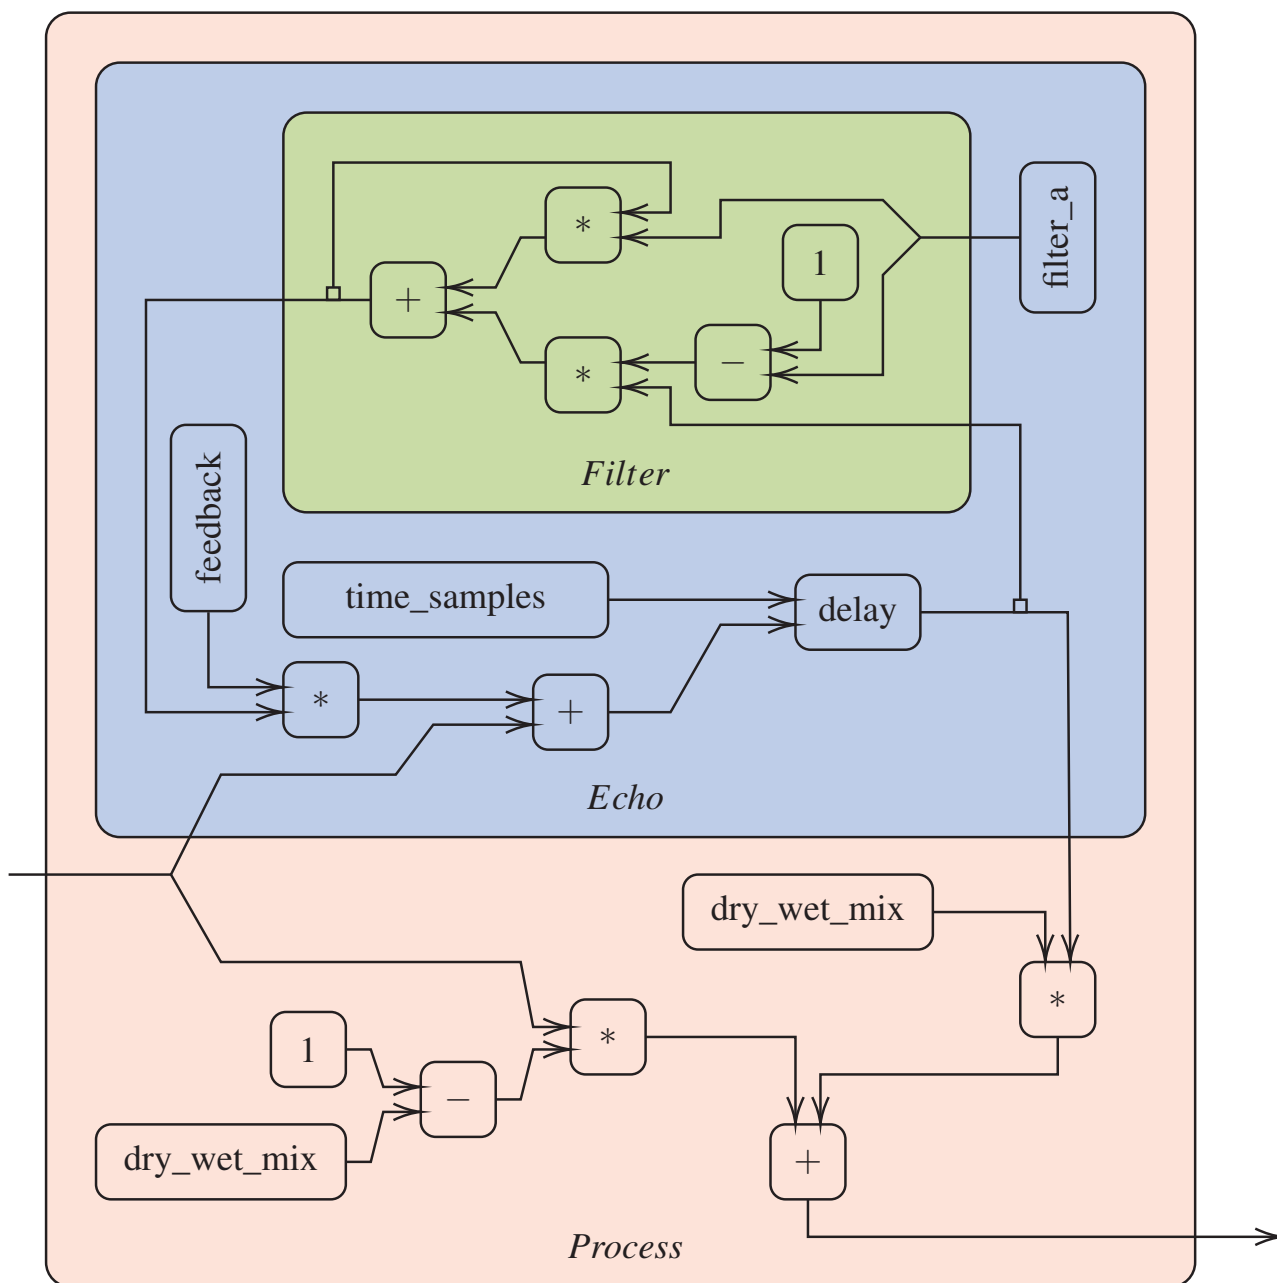 *
1
filter_a
+
*
−
Filter
feedback
time_samples
delay
*
+
Echo
dry_wet_mix
*
1
*
−
dry_wet_mix
+
Process